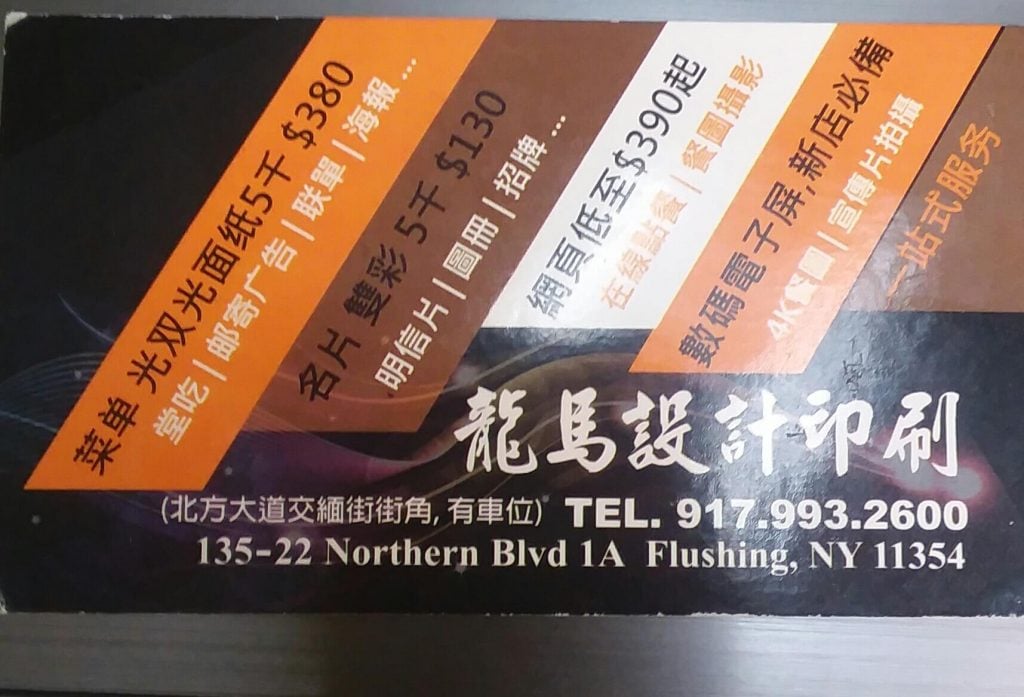 菜单 光双光面纸5千 $380
堂吃 | 邮寄广告 | 联單 | 海報 ...
名片 雙彩 5千 $130
明信片 | 圖冊 | 招牌 ...
網頁低至$390起
在線點餐 | 餐圖攝影
數碼電子屏, 新店必備
4K餐圖 | 宣傳片拍攝
一站式服务
龍馬設計印刷
(北方大道交緬街街角, 有車位) TEL. 917.993.2600
135-22 Northern Blvd 1A Flushing, NY 11354